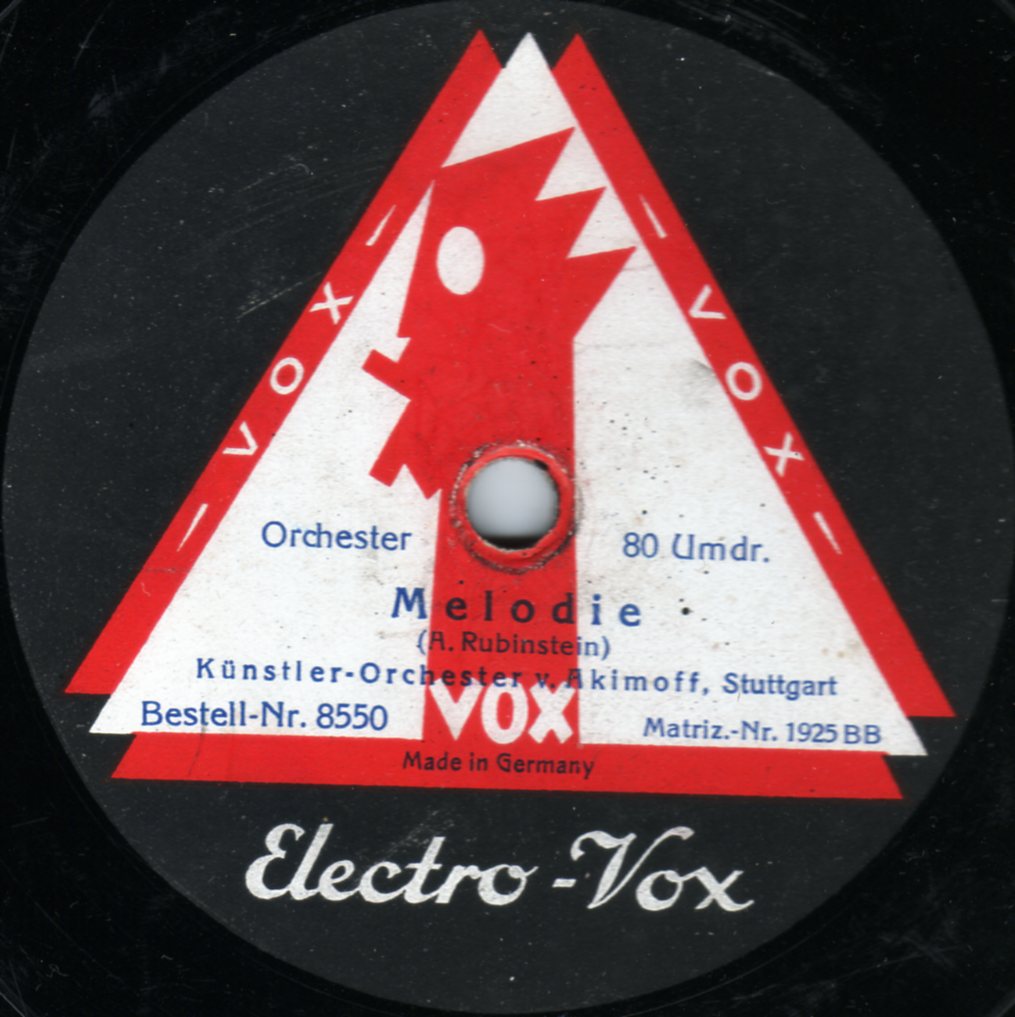 – VOX –
– VOX –
Orchester
80 Umdr.
Melodie
(A. Rubinstein)
Künstler-Orchester v. Akimoff, Stuttgart
Bestell-Nr. 8550
VOX
Matriz.-Nr. 1925 BB
Made in Germany
Electro-Vox